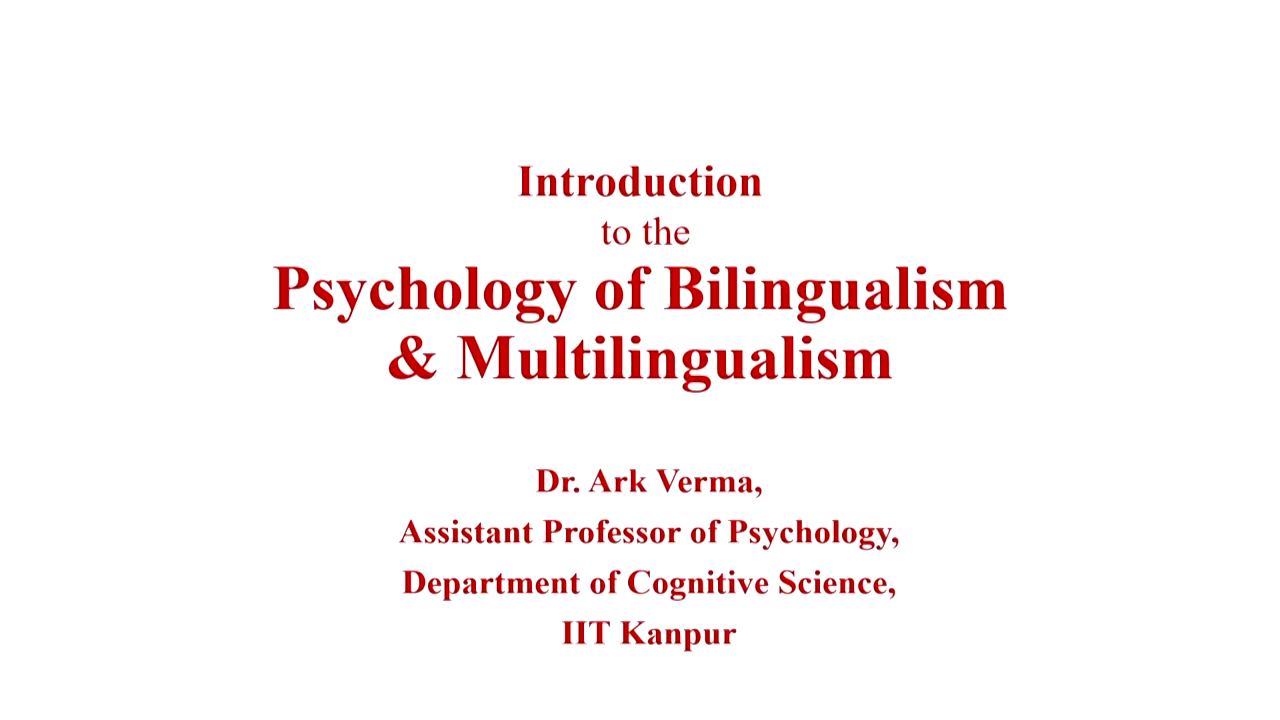 Introduction
to the
Psychology of Bilingualism
& Multilingualism
Dr. Ark Verma,
Assistant Professor of Psychology,
Department of Cognitive Science,
IIT Kanpur